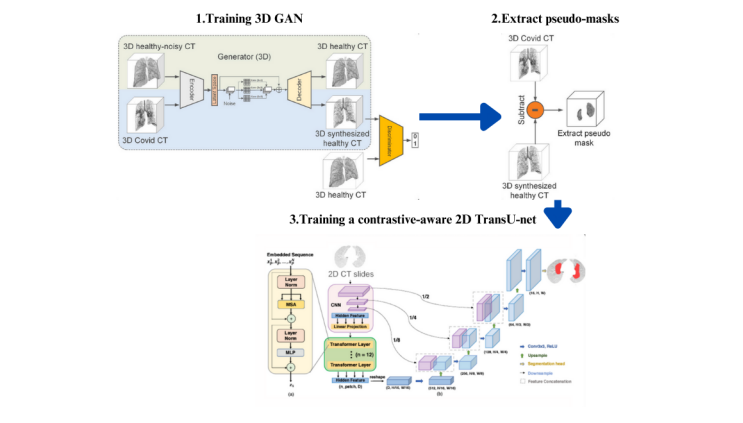 1.Training 3D GAN
2.Extract pseudo-masks
3D healthy-noisy CT
3D healthy CT
Generator (3D)
Encoder
Noise
Decoder
3D Covid CT
3D synthesized
healthy CT
Discriminator
0
1
3D healthy CT
3D Covid CT
Subtract
Extract pseudo
mask
3D synthesized
healthy CT
3.Training a contrastive-aware 2D TransU-net
Embedded Sequence
Layer
Norm
MSA
Layer
Norm
MLP
(a)
2D CT slides
CNN
Hidden Feature
Linear Projection
Transformer Layer
(n = 12)
Transformer Layer
Hidden Feature
(n_patch, D)
reshape
1/2
1/4
1/8
(b)
Conv3x3, ReLU
Upsample
Segmentation head
Downsample
Feature Concatenation